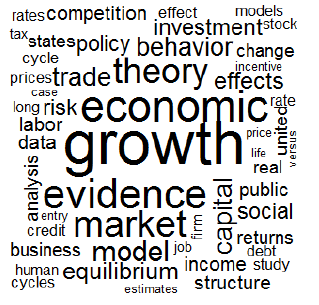 rates competition effect models
tax states policy investment stock
cycle behavior change
prices trade theory incentive
case effects
long risk economic rate
labor united
data growth price versus
life
analysis real
evidence capital public
entry market firm social
credit
business model job returns
debt
human equilibrium income study
cycles structure
estimates